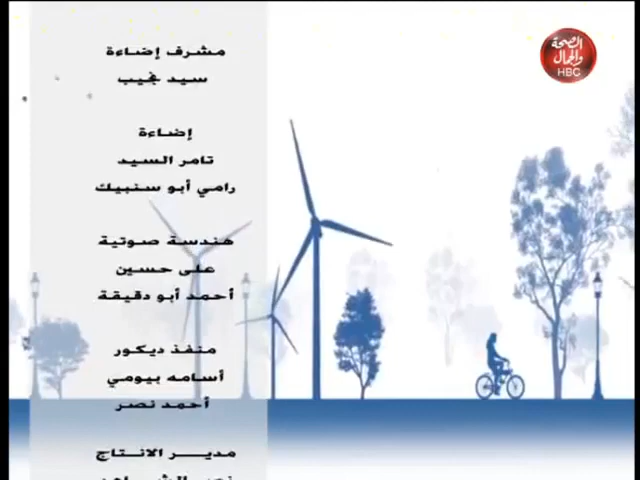 الصحة
والجمال
HBC
مشرف إضاءة
سيد نجيب
إضاءة
تامر السيد
رامي أبو سنبيك
هندسة صوتية
على حسين
أحمد أبو دقيقة
منفذ ديكور
أسامه بيومي
أحمد نصر
مدير الانتاج